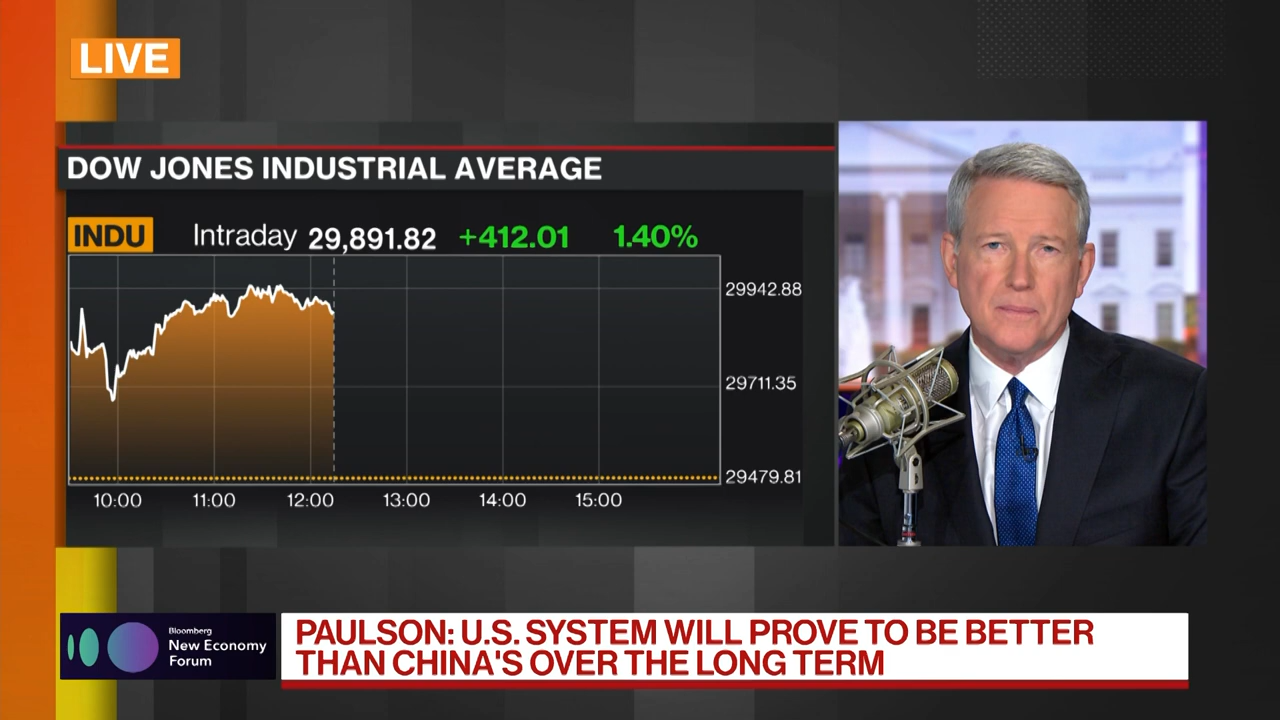 LIVE
DOW JONES INDUSTRIAL AVERAGE
INDU Intraday 29,891.82 +412.01 1.40%
29942.88
29711.35
29479.81
10:00 11:00 12:00 13:00 14:00 15:00
Bloomberg
New Economy
Forum
PAULSON: U.S. SYSTEM WILL PROVE TO BE BETTER
THAN CHINA'S OVER THE LONG TERM